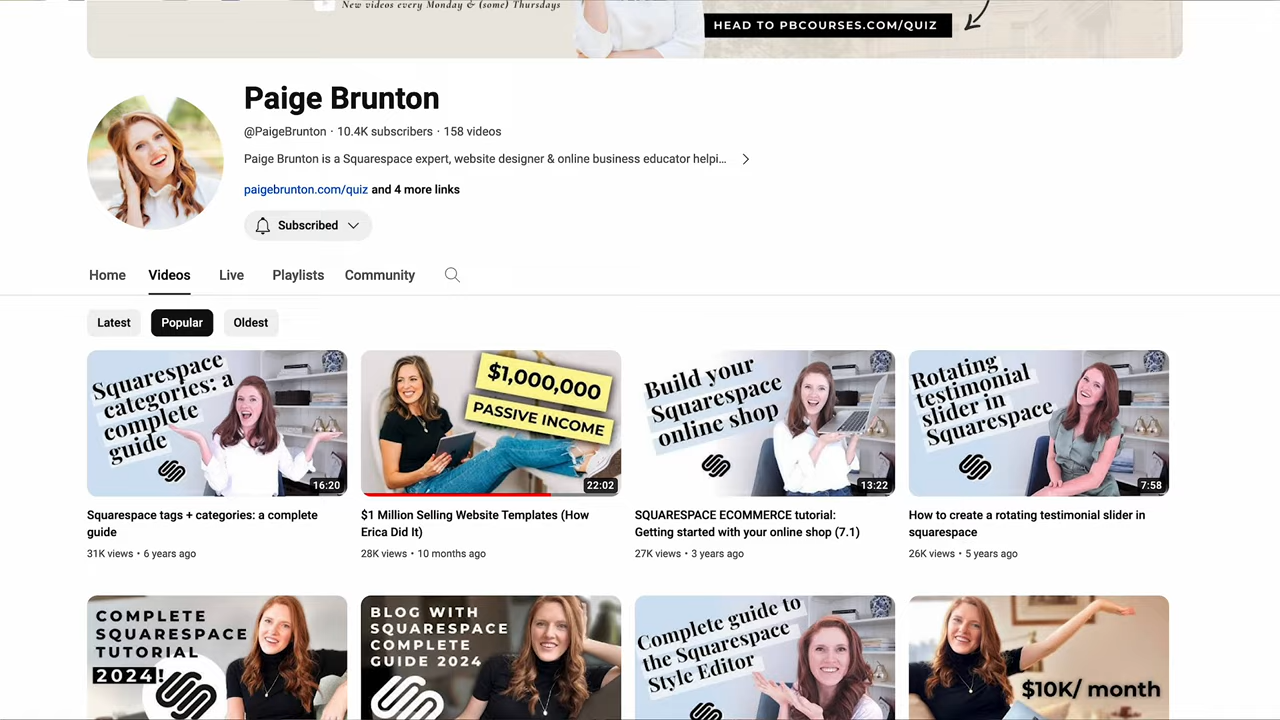 New videos every Monday & (some) Thursdays
HEAD TO PBCOURSES.COM/QUIZ
Paige Brunton
@PaigeBrunton · 10.4K subscribers · 158 videos
Paige Brunton is a Squarespace expert, website designer & online business educator helpi...
paigebrunton.com/quiz and 4 more links
Subscribed
Home Videos Live Playlists Community
Latest Popular Oldest
Squarespace
categories: a
complete
guide
16:20
$1,000,000
PASSIVE INCOME
22:02
Build your
Squarespace
online shop
13:22
Rotating
testimonial
slider in
Squarespace
7:58
Squarespace tags + categories: a complete
guide
31K views • 6 years ago
$1 Million Selling Website Templates (How
Erica Did It)
28K views • 10 months ago
SQUARESPACE ECOMMERCE tutorial:
Getting started with your online shop (7.1)
27K views • 3 years ago
How to create a rotating testimonial slider in
squarespace
26K views • 5 years ago
COMPLETE
SQUARESPACE
TUTORIAL
2024!
BLOG WITH
SQUARESPACE
COMPLETE
GUIDE 2024
Complete guide to
the Squarespace
Style Editor
$10K/ month